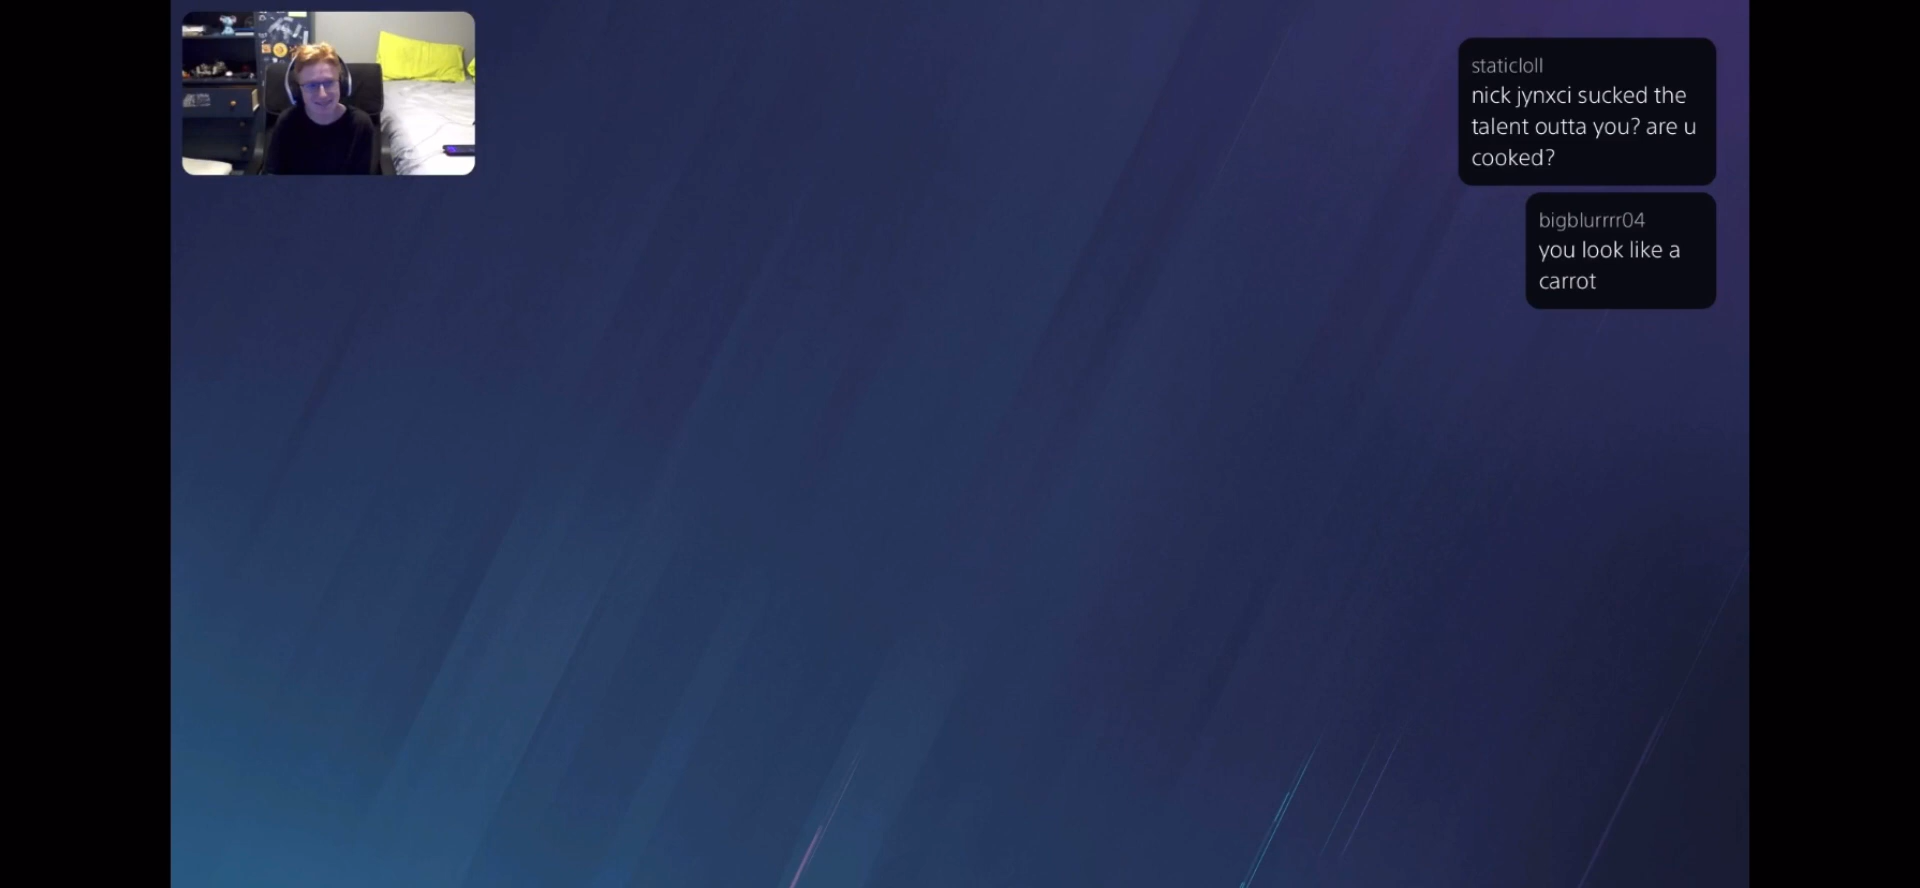 staticloll
nick jynxci sucked the
talent outta you? are u
cooked?
bigblurrrr04
you look like a
carrot